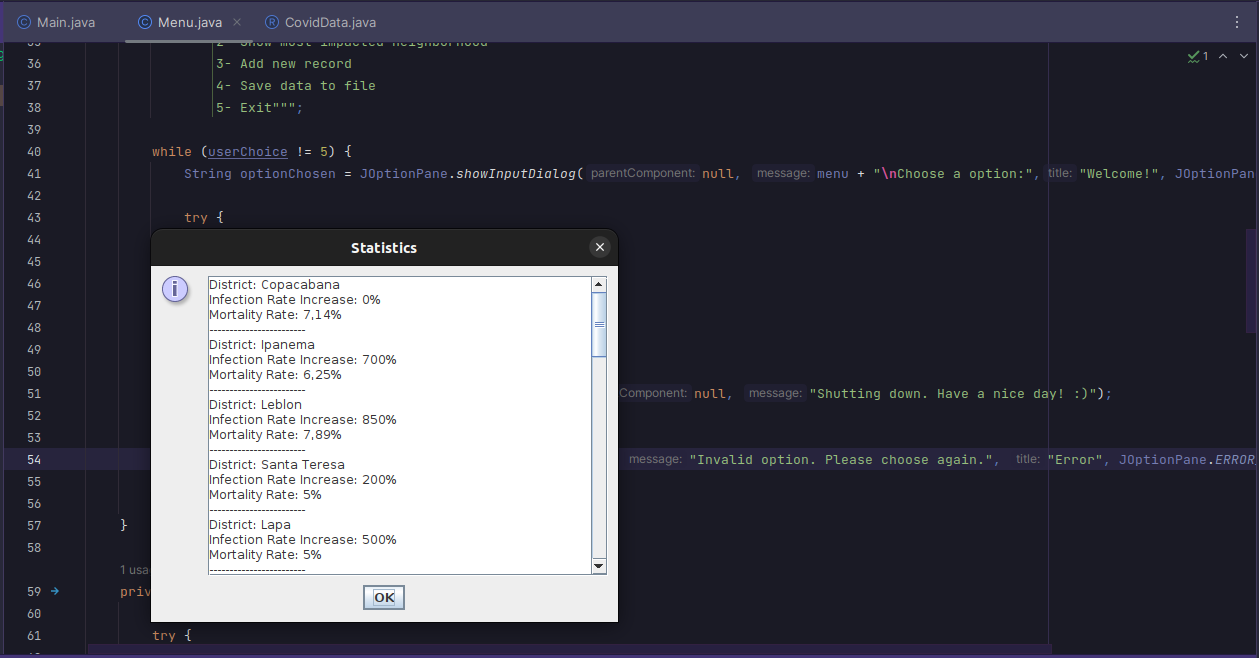 Main.java Menu.java CovidData.java
35 2- Show most impacted neighborhood
36 3- Add new record
37 4- Save data to file
38 5- Exit""";
39
40 while (userChoice != 5) {
41 String optionChosen = JOptionPane.showInputDialog( parentComponent: null, message: menu + "\nChoose a option:", title: "Welcome!", JOptionPan
42
43 try {
44
45
46
47
48
49
50
51 Component: null, message: "Shutting down. Have a nice day! :)");
52
53
54 message: "Invalid option. Please choose again.", title: "Error", JOptionPane.ERROR
55
56
57 }
58
1 usa
59 priv
60
61 try {
1
Statistics
District: Copacabana
Infection Rate Increase: 0%
Mortality Rate: 7,14%
------------------------
District: Ipanema
Infection Rate Increase: 700%
Mortality Rate: 6,25%
------------------------
District: Leblon
Infection Rate Increase: 850%
Mortality Rate: 7,89%
------------------------
District: Santa Teresa
Infection Rate Increase: 200%
Mortality Rate: 5%
------------------------
District: Lapa
Infection Rate Increase: 500%
Mortality Rate: 5%
------------------------
OK